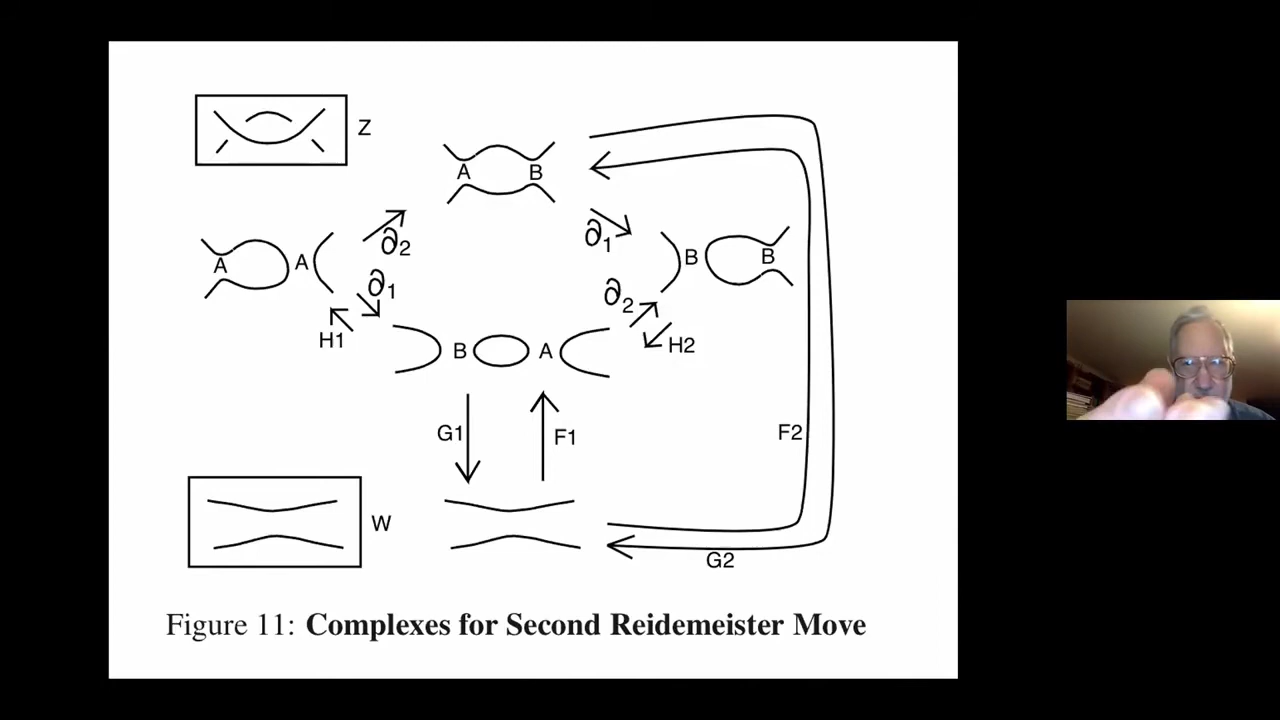 Z
A B
∂2
∂1
A A
∂1
B B
∂2
H1
H2
B A
G1
F1
F2
W
G2
Figure 11: Complexes for Second Reidemeister Move